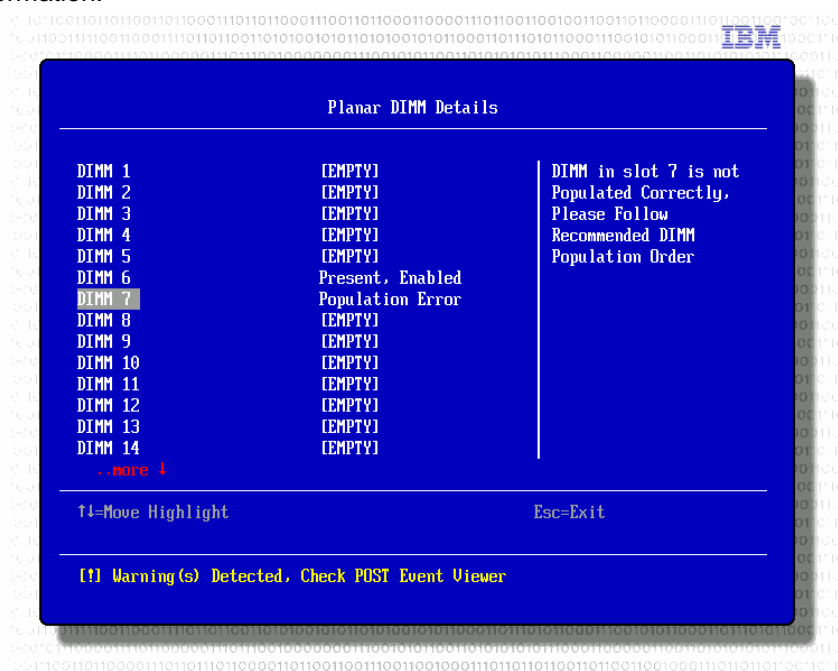 IBM
Planar DIMM Details
DIMM 1 [EMPTY] DIMM in slot 7 is not
DIMM 2 [EMPTY] Populated Correctly,
DIMM 3 [EMPTY] Please Follow
DIMM 4 [EMPTY] Recommended DIMM
DIMM 5 [EMPTY] Population Order
DIMM 6 Present, Enabled
DIMM 7 Population Error
DIMM 8 [EMPTY]
DIMM 9 [EMPTY]
DIMM 10 [EMPTY]
DIMM 11 [EMPTY]
DIMM 12 [EMPTY]
DIMM 13 [EMPTY]
DIMM 14 [EMPTY]
..more ↓
↑↓=Move Highlight Esc=Exit
[!] Warning(s) Detected, Check POST Event Viewer